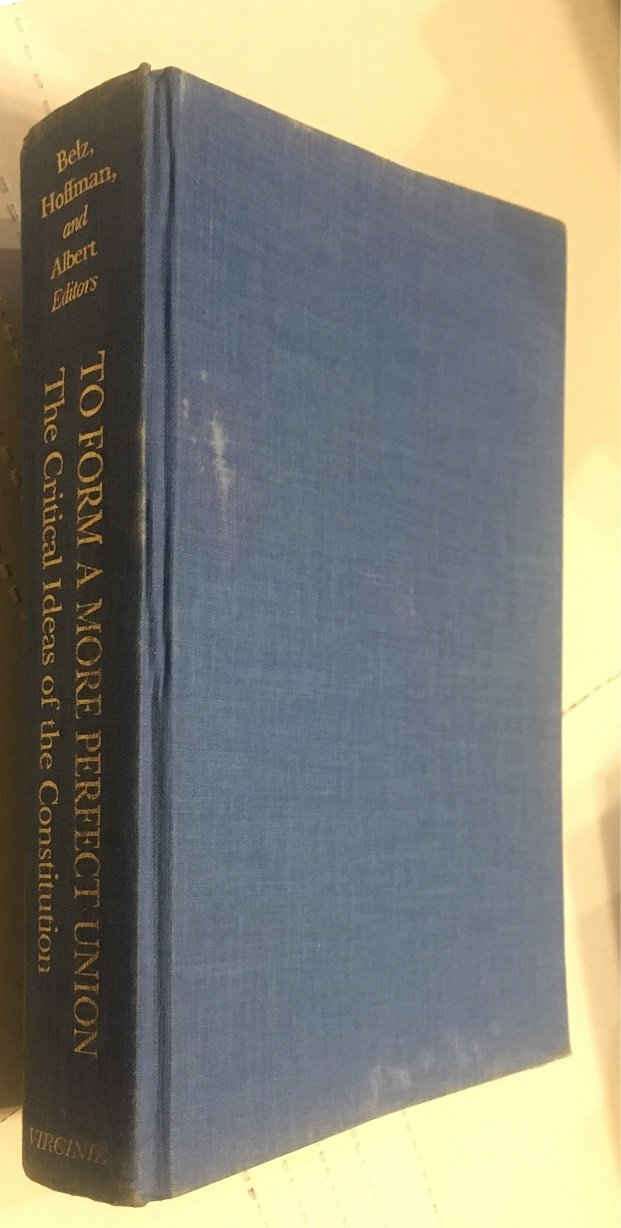 Belz,
Hoffman,
and
Albert
Editors
TO FORM A MORE PERFECT UNION
The Critical Ideas of the Constitution
VIRGINIA